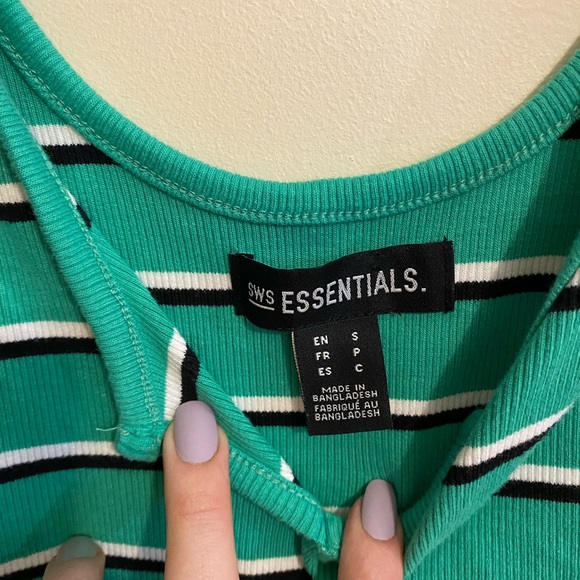 SWS ESSENTIALS.
EN S
FR P
ES C
MADE IN
BANGLADESH
FABRIQUÉ AU
BANGLADESH